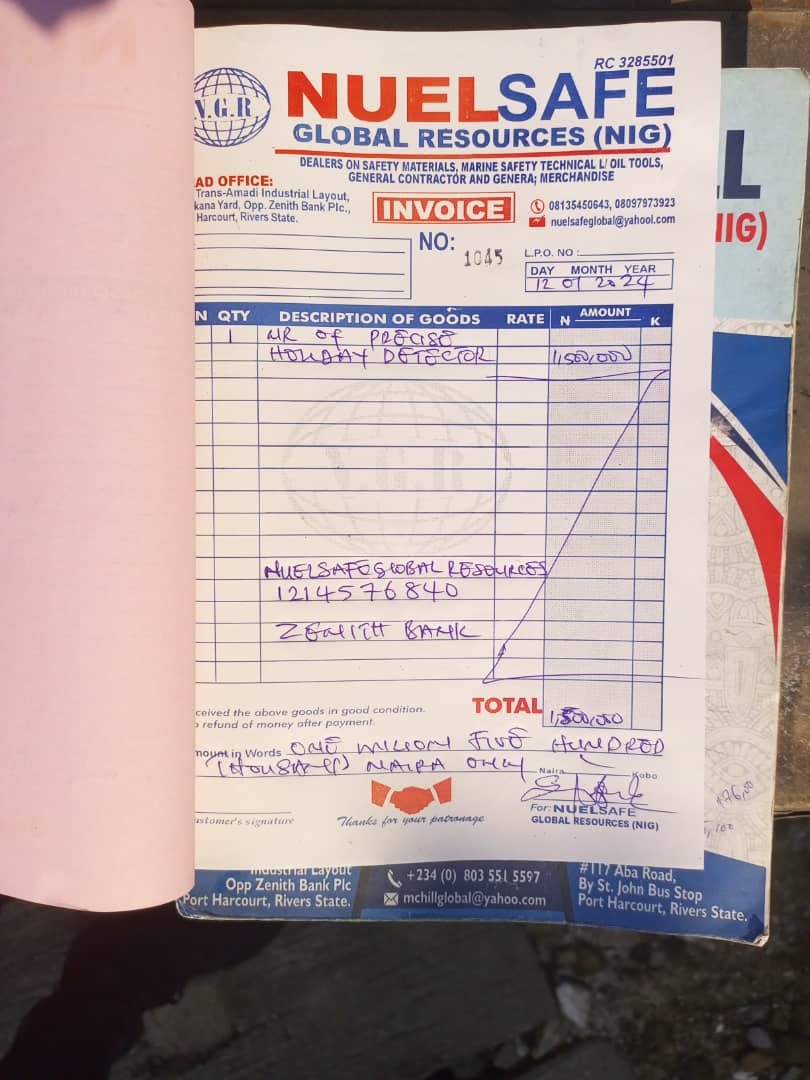 RC 3285501
N.G.R
NUELSAFE
GLOBAL RESOURCES (NIG)
DEALERS ON SAFETY MATERIALS, MARINE SAFETY TECHNICAL L/ OIL TOOLS,
GENERAL CONTRACTOR AND GENERA; MERCHANDISE
AD OFFICE:
Trans-Amadi Industrial Layout,
kana Yard, Opp. Zenith Bank Plc.,
Harcourt, Rivers State.
INVOICE
08135450643, 08097973923
nuelsafeglobal@yahool.com
NO: 1045
L.P.O. NO:
DAY MONTH YEAR
12 01 2024
N QTY DESCRIPTION OF GOODS RATE AMOUNT
N K
1 NR OF PRECISE
HOLIDAY DETECTOR 1,500,000
N.G.R
NUELSAFE GLOBAL RESOURCES
1214576840
ZENITH BANK
ceived the above goods in good condition.
refund of money after payment.
TOTAL 1,500,000
mount in Words ONE MILLION FIVE HUNDRED
THOUSAND NAIRA ONLY Naira Kobo
ustomer's signature
Thanks for your patronage
For: NUELSAFE
GLOBAL RESOURCES (NIG)
L
IIG)
Industrial Layout
Opp Zenith Bank Plc
Port Harcourt, Rivers State.
+234 (0) 803 551 5597
mchillglobal@yahoo.com
#117 Aba Road,
By St. John Bus Stop
Port Harcourt, Rivers State.